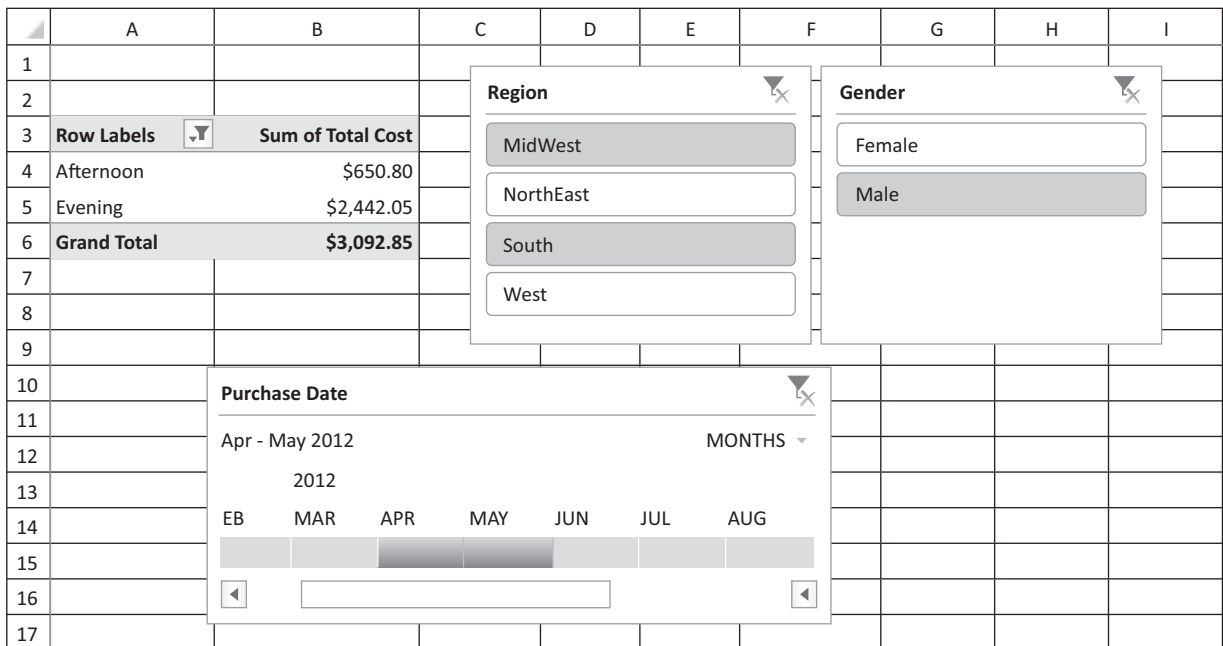 A B C D E F G H I
1
2
3 Row Labels Sum of Total Cost
4 Afternoon $650.80
5 Evening $2,442.05
6 Grand Total $3,092.85
7
8
9
10
11
12
13
14
15
16
17
Region
MidWest
NorthEast
South
West
Gender
Female
Male
Purchase Date
Apr - May 2012 MONTHS
2012
EB MAR APR MAY JUN JUL AUG